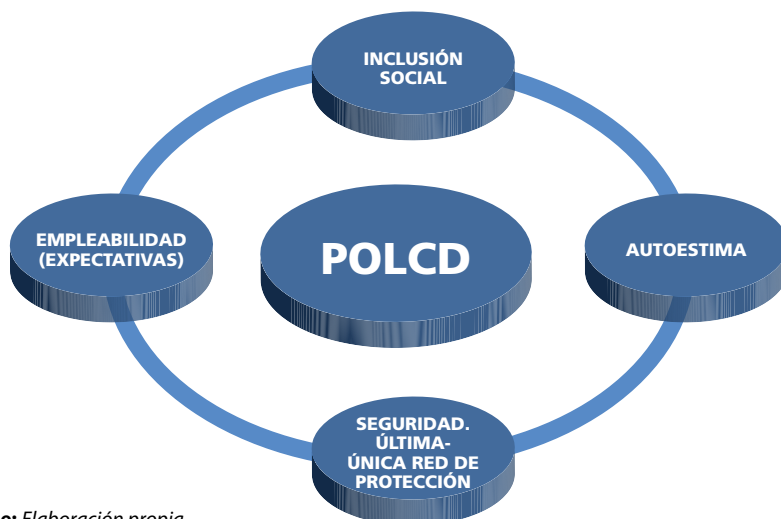 INCLUSIÓN
SOCIAL
EMPLEABILIDAD
(EXPECTATIVAS)
POLCD
AUTOESTIMA
SEGURIDAD.
ÚLTIMA-
ÚNICA RED DE
PROTECCIÓN
Elaboración propia